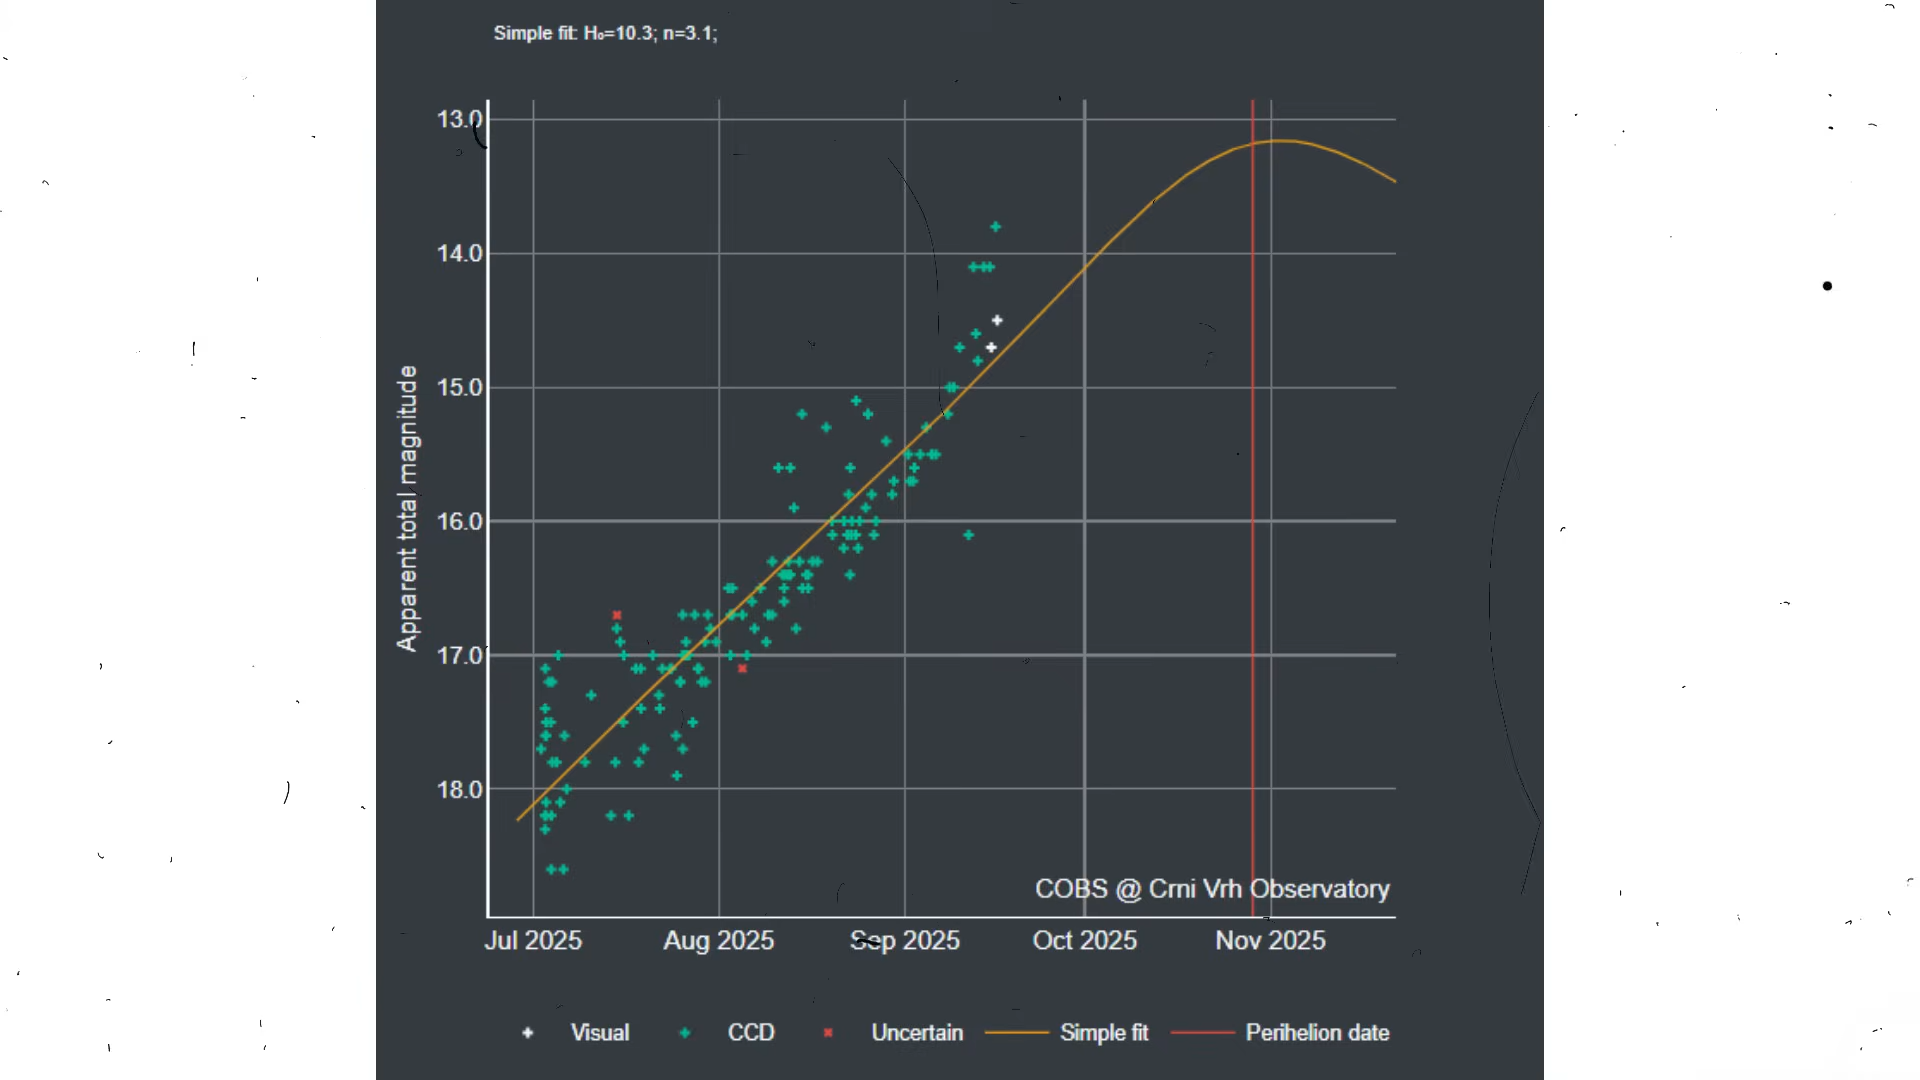 Simple fit: H₀=10.3; n=3.1;
13.0
14.0
15.0
16.0
17.0
18.0
Apparent total magnitude
COBS @ Crni Vrh Observatory
Jul 2025 Aug 2025 Sep 2025 Oct 2025 Nov 2025
Visual CCD Uncertain Simple fit Perihelion date